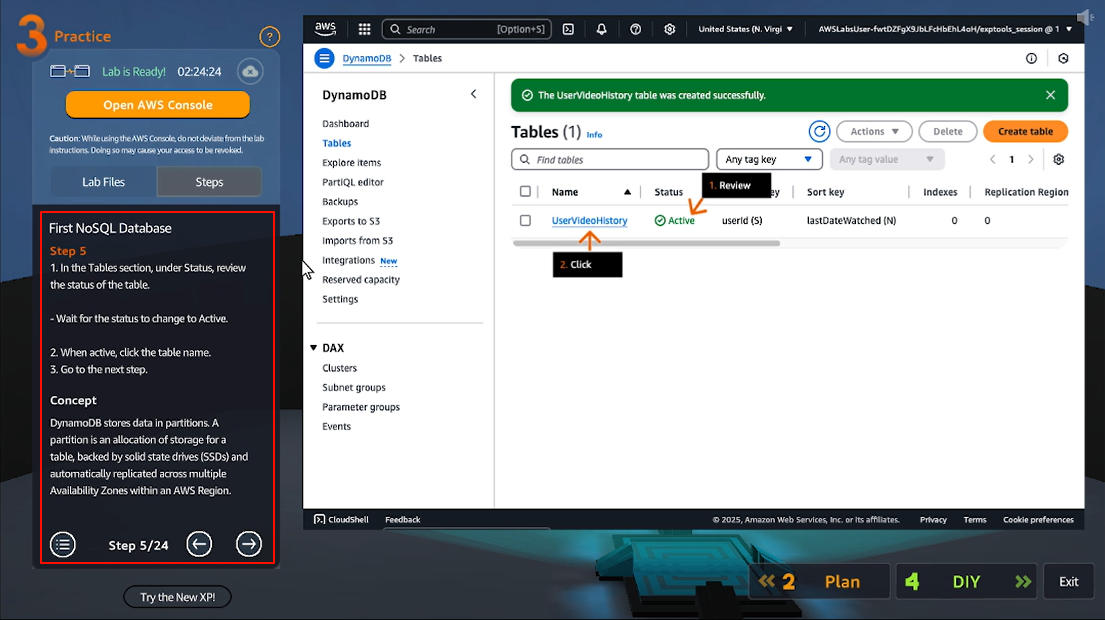 3 Practice
?
Lab is Ready! 02:24:24
Open AWS Console
Caution: While using the AWS Console, do not deviate from the lab
instructions. Doing so may cause your access to be revoked.
Lab Files
Steps
First NoSQL Database
Step 5
1. In the Tables section, under Status, review
the status of the table.
- Wait for the status to change to Active.
2. When active, click the table name.
3. Go to the next step.
Concept
DynamoDB stores data in partitions. A
partition is an allocation of storage for a
table, backed by solid state drives (SSDs) and
automatically replicated across multiple
Availability Zones within an AWS Region.
Step 5/24
Try the New XP!
aws
Search [Option+S]
United States (N. Virgi
AWSLabsUser-fwtDZFgX9JbLFcHbEhL4oH/exptools_session @ 1
DynamoDB > Tables
DynamoDB
Dashboard
Tables
Explore items
PartiQL editor
Backups
Exports to S3
Imports from S3
Integrations New
Reserved capacity
Settings
DAX
Clusters
Subnet groups
Parameter groups
Events
The UserVideoHistory table was created successfully.
Tables (1) Info
Actions
Delete
Create table
Find tables
Any tag key
Any tag value
1
Name
Status
1. Review
Sort key
Indexes
Replication Region
UserVideoHistory
Active
userId (S)
lastDateWatched (N)
0
0
2. Click
CloudShell
Feedback
© 2025, Amazon Web Services, Inc. or its affiliates.
Privacy
Terms
Cookie preferences
2 Plan
4 DIY
Exit